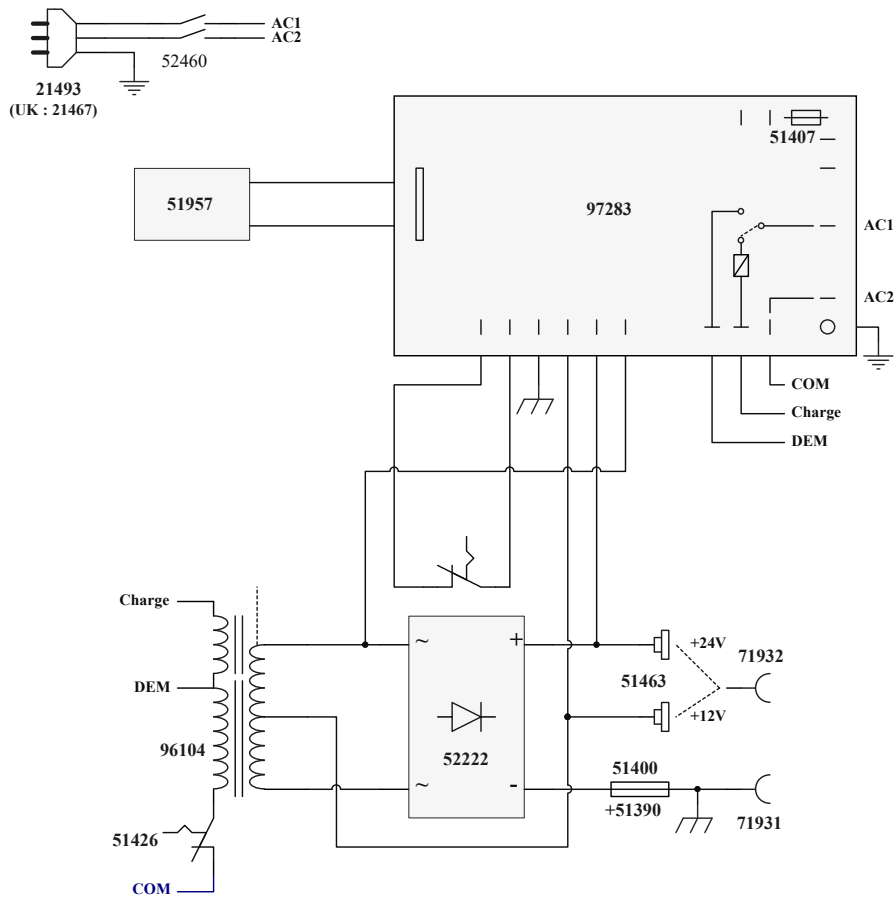 AC1
AC2
52460
21493
(UK : 21467)
51407
51957
97283
AC1
AC2
COM
Charge
DEM
Charge
~
+
+24V
71932
51463
DEM
+12V
96104
52222
51400
~
-
+51390
71931
51426
COM